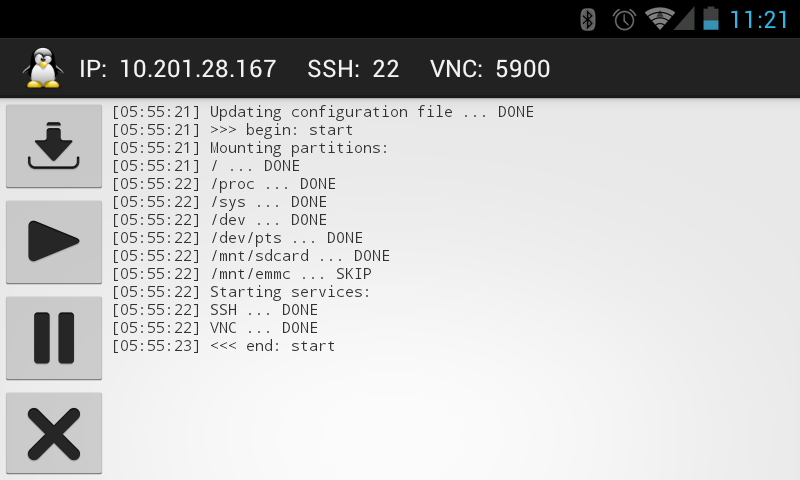 11:21
IP: 10.201.28.167 SSH: 22 VNC: 5900
[05:55:21] Updating configuration file ... DONE
[05:55:21] >>> begin: start
[05:55:21] Mounting partitions:
[05:55:21] / ... DONE
[05:55:22] /proc ... DONE
[05:55:22] /sys ... DONE
[05:55:22] /dev ... DONE
[05:55:22] /dev/pts ... DONE
[05:55:22] /mnt/sdcard ... DONE
[05:55:22] /mnt/emmc ... SKIP
[05:55:22] Starting services:
[05:55:22] SSH ... DONE
[05:55:22] VNC ... DONE
[05:55:23] <<< end: start